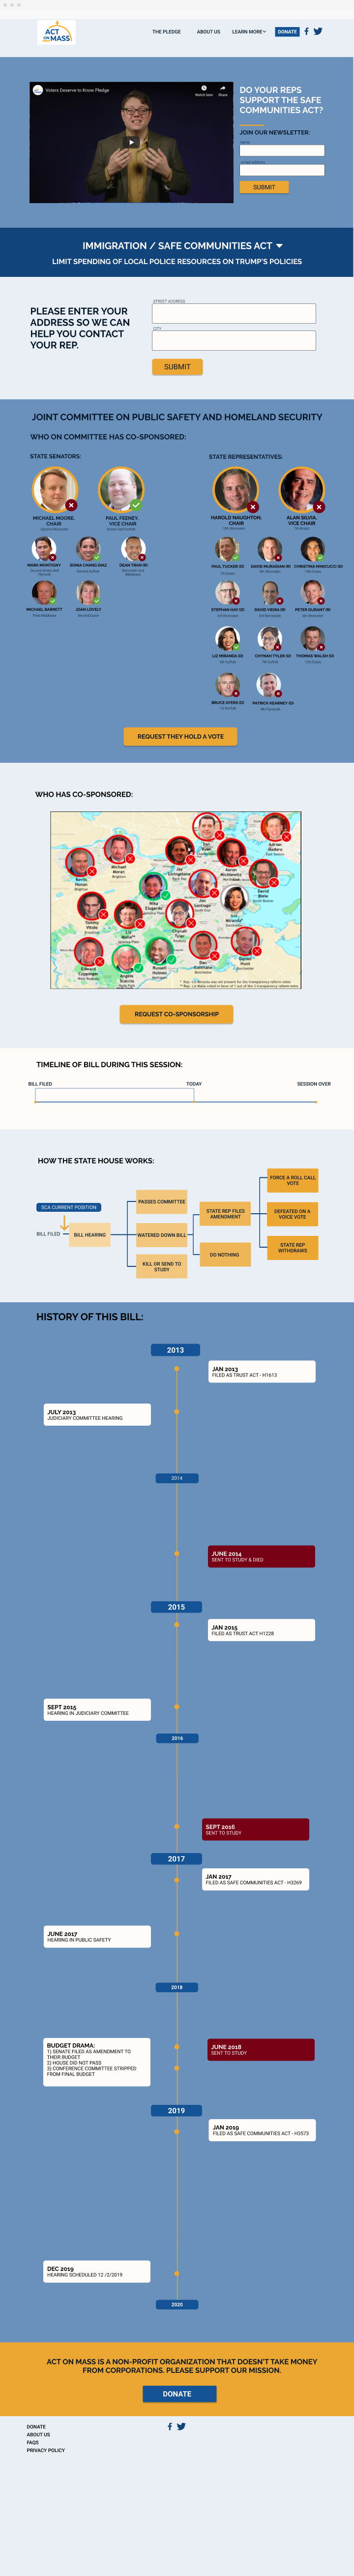 ACT
ON MASS
THE PLEDGE
ABOUT US
LEARN MORE
DONATE
Voters Deserve to Know Pledge
Watch later
Share
DO YOUR REPS
SUPPORT THE SAFE
COMMUNITIES ACT?
JOIN OUR NEWSLETTER:
SUBMIT
IMMIGRATION / SAFE COMMUNITIES ACT
LIMIT SPENDING OF LOCAL POLICE RESOURCES ON TRUMP'S POLICIES
PLEASE ENTER YOUR
ADDRESS SO WE CAN
HELP YOU CONTACT
YOUR REP.
STREET ADDRESS
CITY
SUBMIT
JOINT COMMITTEE ON PUBLIC SAFETY AND HOMELAND SECURITY
WHO ON COMMITTEE HAS CO-SPONSORED:
STATE SENATORS:
MICHAEL MOORE,
CHAIR
PAUL FEENEY,
VICE CHAIR
MARK MONTIGNY
SONIA CHANG DIAZ
DEAN TRAN (R)
MICHAEL BARRETT
JOAN LOVELY
STATE REPRESENTATIVES:
HAROLD NAUGHTON,
CHAIR
ALAN SILVIA,
VICE CHAIR
PAUL TUCKER (D)
DAVID MURADIAN (R)
CHRISTINA MINICUCCI (D)
STEPHAN HAY (D)
DAVID VIEIRA (R)
PETER DURANT (R)
LIZ MIRANDA (D)
CHYNAH TYLER (D)
THOMAS WALSH (D)
BRUCE AYERS (D)
PATRICK KEARNEY (D)
REQUEST THEY HOLD A VOTE
WHO HAS CO-SPONSORED:
REQUEST CO-SPONSORSHIP
TIMELINE OF BILL DURING THIS SESSION:
BILL FILED
TODAY
SESSION OVER
HOW THE STATE HOUSE WORKS:
SCA CURRENT POSITION
BILL FILED
BILL HEARING
PASSES COMMITTEE
WATERED DOWN BILL
KILL OR SEND TO
STUDY
STATE REP FILES
AMENDMENT
DO NOTHING
FORCE A ROLL CALL
VOTE
DEFEATED ON A
VOICE VOTE
STATE REP
WITHDRAWS
HISTORY OF THIS BILL:
2013
JAN 2013
FILED AS TRUST ACT - H1613
JULY 2013
JUDICIARY COMMITTEE HEARING
2014
JUNE 2014
SENT TO STUDY & DIED
2015
JAN 2015
FILED AS TRUST ACT H1228
SEPT 2015
HEARING IN JUDICIARY COMMITTEE
2016
SEPT 2016
SENT TO STUDY
2017
JAN 2017
FILED AS SAFE COMMUNITIES ACT - H3269
JUNE 2017
HEARING IN PUBLIC SAFETY
2018
BUDGET DRAMA:
1) SENATE FILED AS AMENDMENT TO
THEIR BUDGET
2) HOUSE DID NOT PASS
3) CONFERENCE COMMITTEE STRIPPED
FROM FINAL BUDGET
JUNE 2018
SENT TO STUDY
2019
JAN 2019
FILED AS SAFE COMMUNITIES ACT - H3573
DEC 2019
HEARING SCHEDULED 12 /2/2019
2020
ACT ON MASS IS A NON-PROFIT ORGANIZATION THAT DOESN'T TAKE MONEY
FROM CORPORATIONS. PLEASE SUPPORT OUR MISSION.
DONATE
DONATE
ABOUT US
FAQS
PRIVACY POLICY